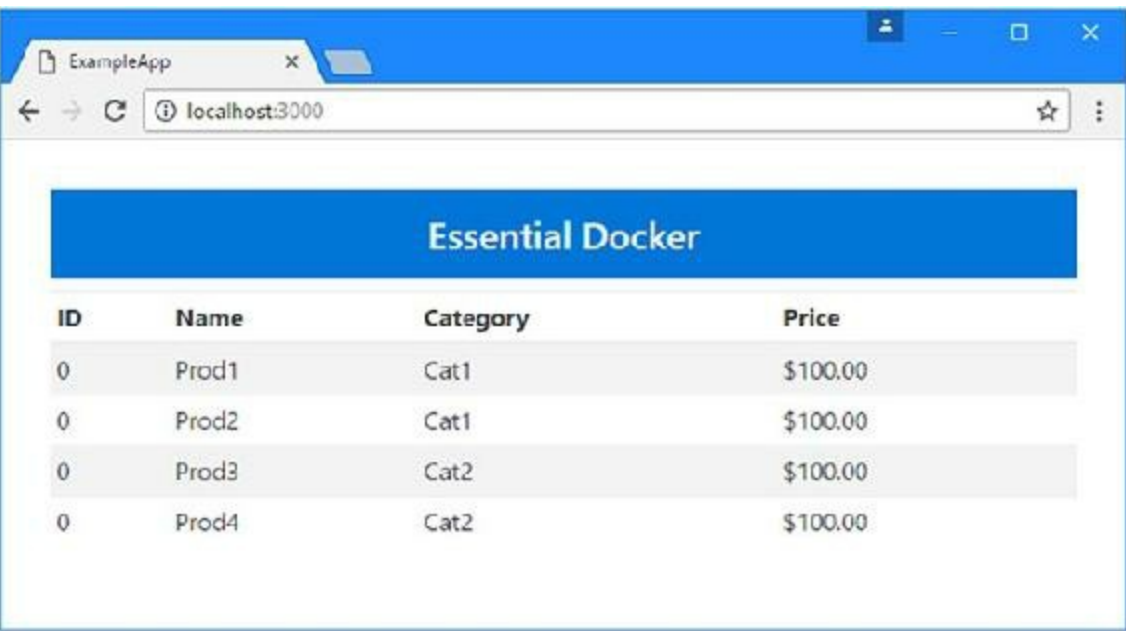 ExampleApp
localhost:3000
Essential Docker
ID Name Category Price
0 Prod1 Cat1 $100.00
0 Prod2 Cat1 $100.00
0 Prod3 Cat2 $100.00
0 Prod4 Cat2 $100.00